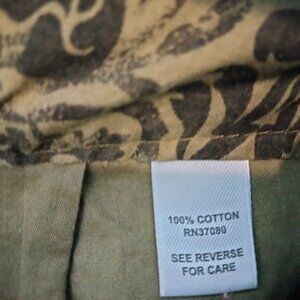 100% COTTON
RN37080
SEE REVERSE
FOR CARE